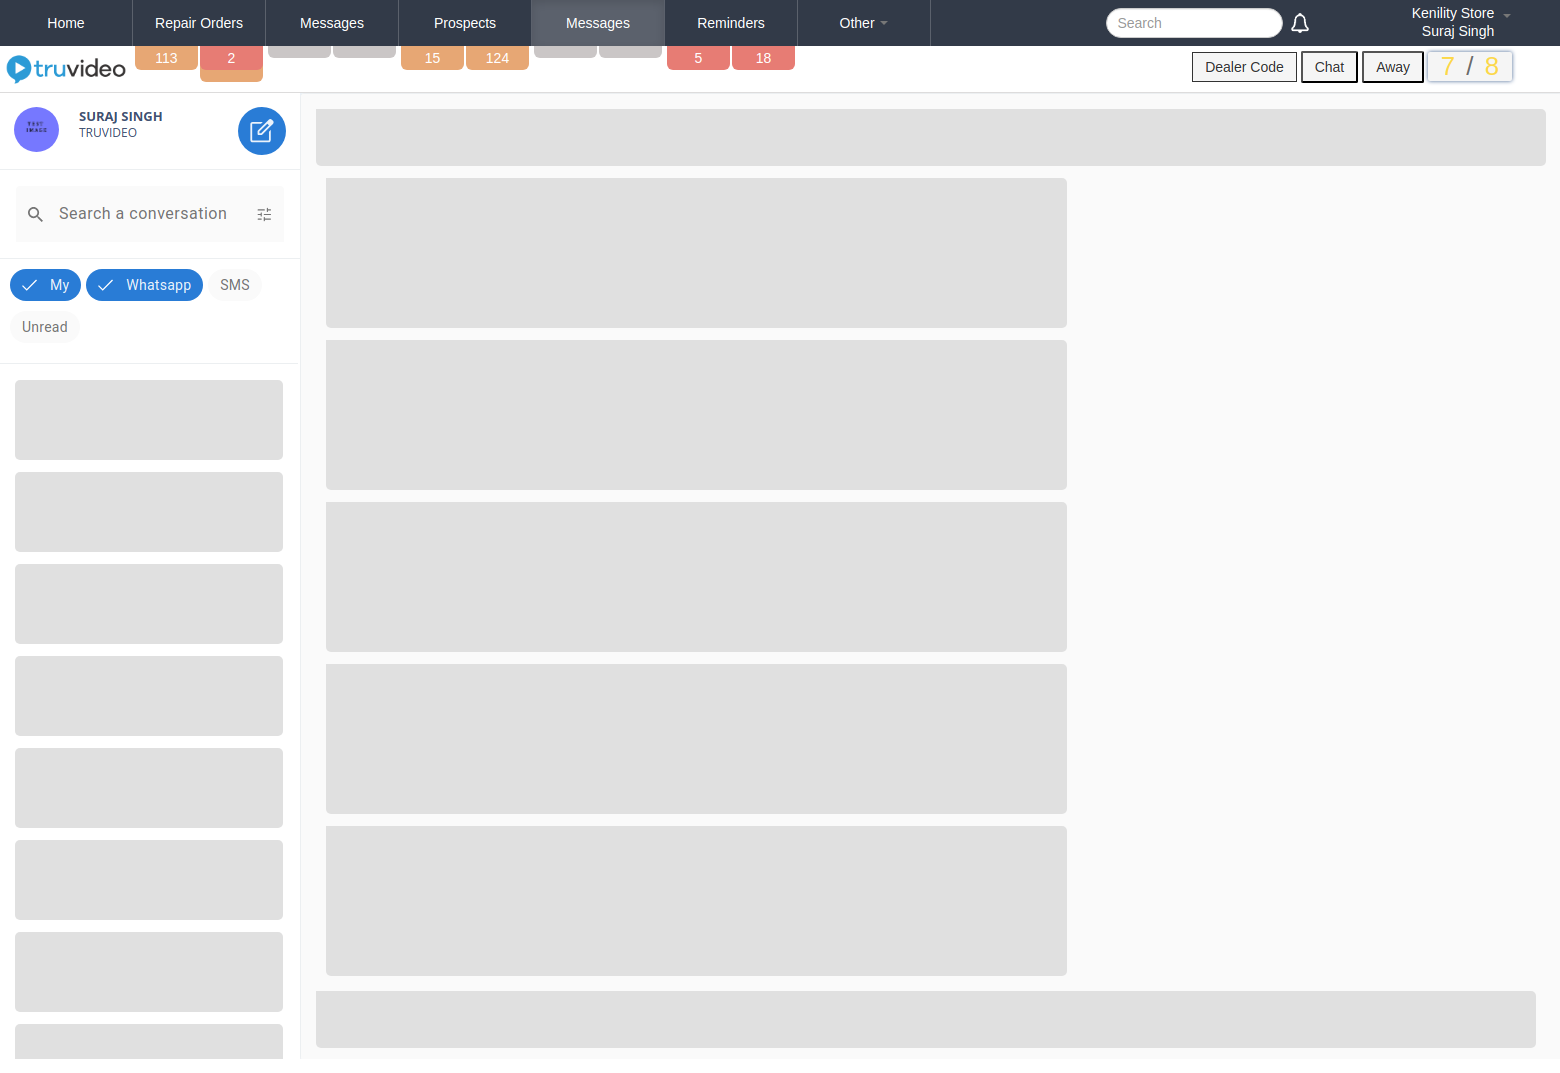 Home Repair Orders Messages Prospects Messages Reminders Other Search Kenility Store
Suraj Singh
truvideo 113 2 15 124 5 18 Dealer Code Chat Away 7 / 8
SURAJ SINGH
TRUVIDEO
TEST
IMAGE
Search a conversation
My Whatsapp SMS
Unread